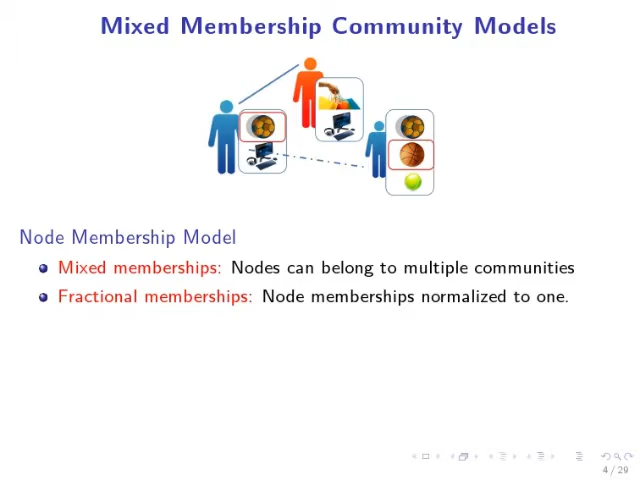 Mixed Membership Community Models
Node Membership Model
Mixed memberships: Nodes can belong to multiple communities
Fractional memberships: Node memberships normalized to one.
4 / 29